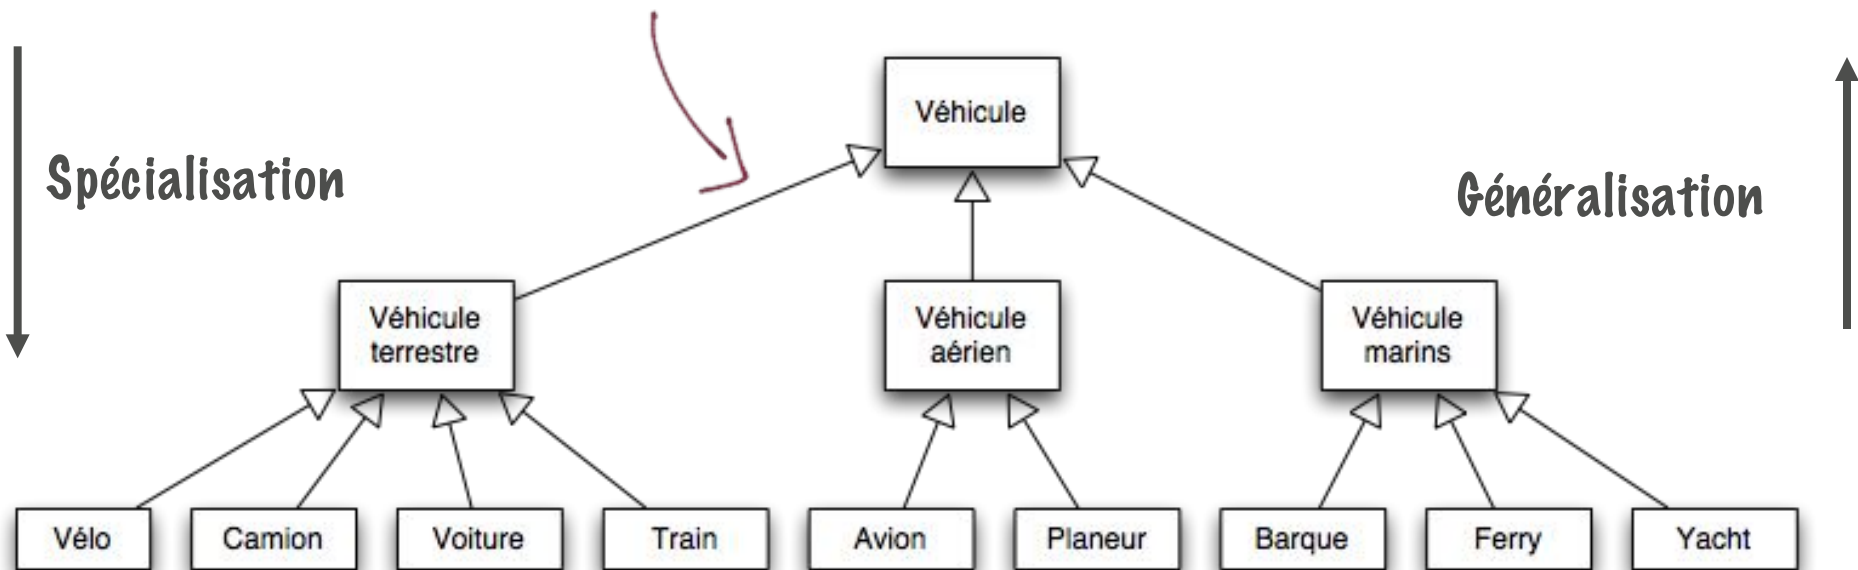 Véhicule
Spécialisation
Généralisation
Véhicule
terrestre
Véhicule
aérien
Véhicule
marins
Vélo
Camion
Voiture
Train
Avion
Planeur
Barque
Ferry
Yacht